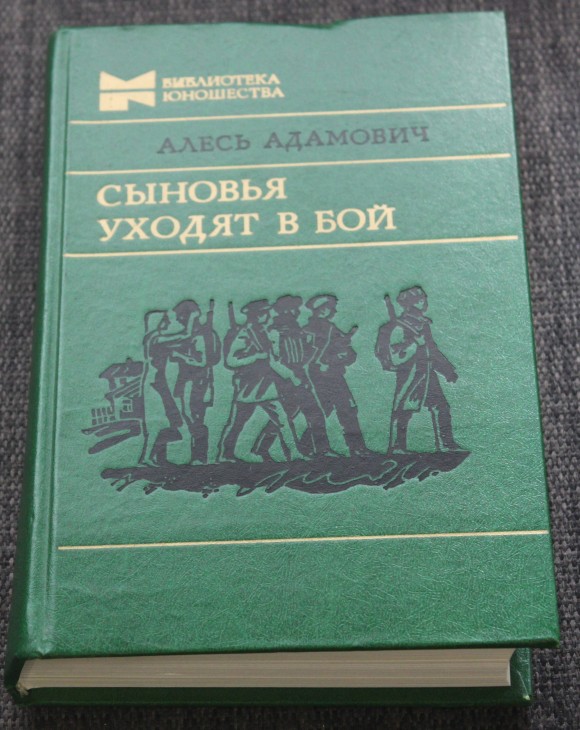 БИБЛИОТЕКА
ЮНОШЕСТВА
АЛЕСЬ АДАМОВИЧ
СЫНОВЬЯ
УХОДЯТ В БОЙ